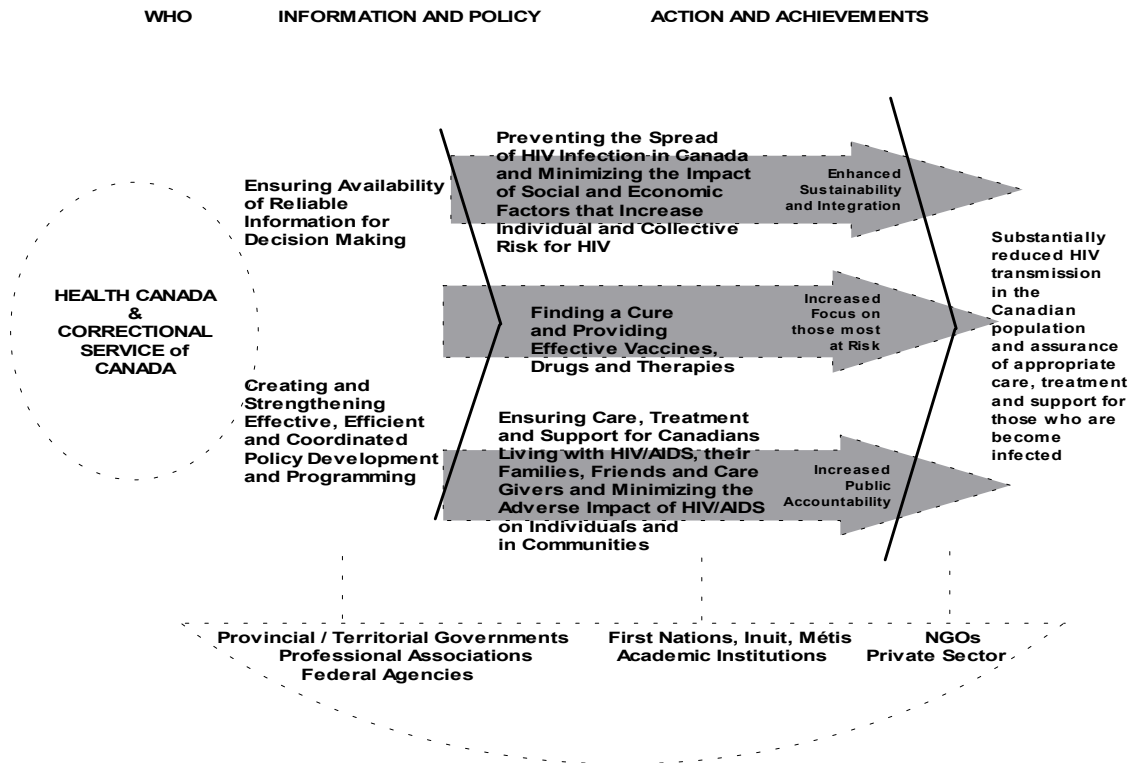 WHO
INFORMATION AND POLICY
ACTION AND ACHIEVEMENTS
HEALTH CANADA
&
CORRECTIONAL
SERVICE of
CANADA
Ensuring Availability
of Reliable
Information for
Decision Making
Creating and
Strengthening
Effective, Efficient
and Coordinated
Policy Development
and Programming
Preventing the Spread
of HIV Infection in Canada
and Minimizing the Impact
of Social and Economic
Factors that Increase
Individual and Collective
Risk for HIV
Enhanced
Sustainability
and Integration
Finding a Cure
and Providing
Effective Vaccines,
Drugs and Therapies
Increased
Focus on
those most
at Risk
Ensuring Care, Treatment
and Support for Canadians
Living with HIV/AIDS, their
Families, Friends and Care
Givers and Minimizing the
Adverse Impact of HIV/AIDS
on Individuals and
in Communities
Increased
Public
Accountability
Substantially
reduced HIV
transmission
in the
Canadian
population
and assurance
of appropriate
care, treatment
and support for
those who are
become
infected
Provincial / Territorial Governments
Professional Associations
Federal Agencies
First Nations, Inuit, Métis
Academic Institutions
NGOs
Private Sector